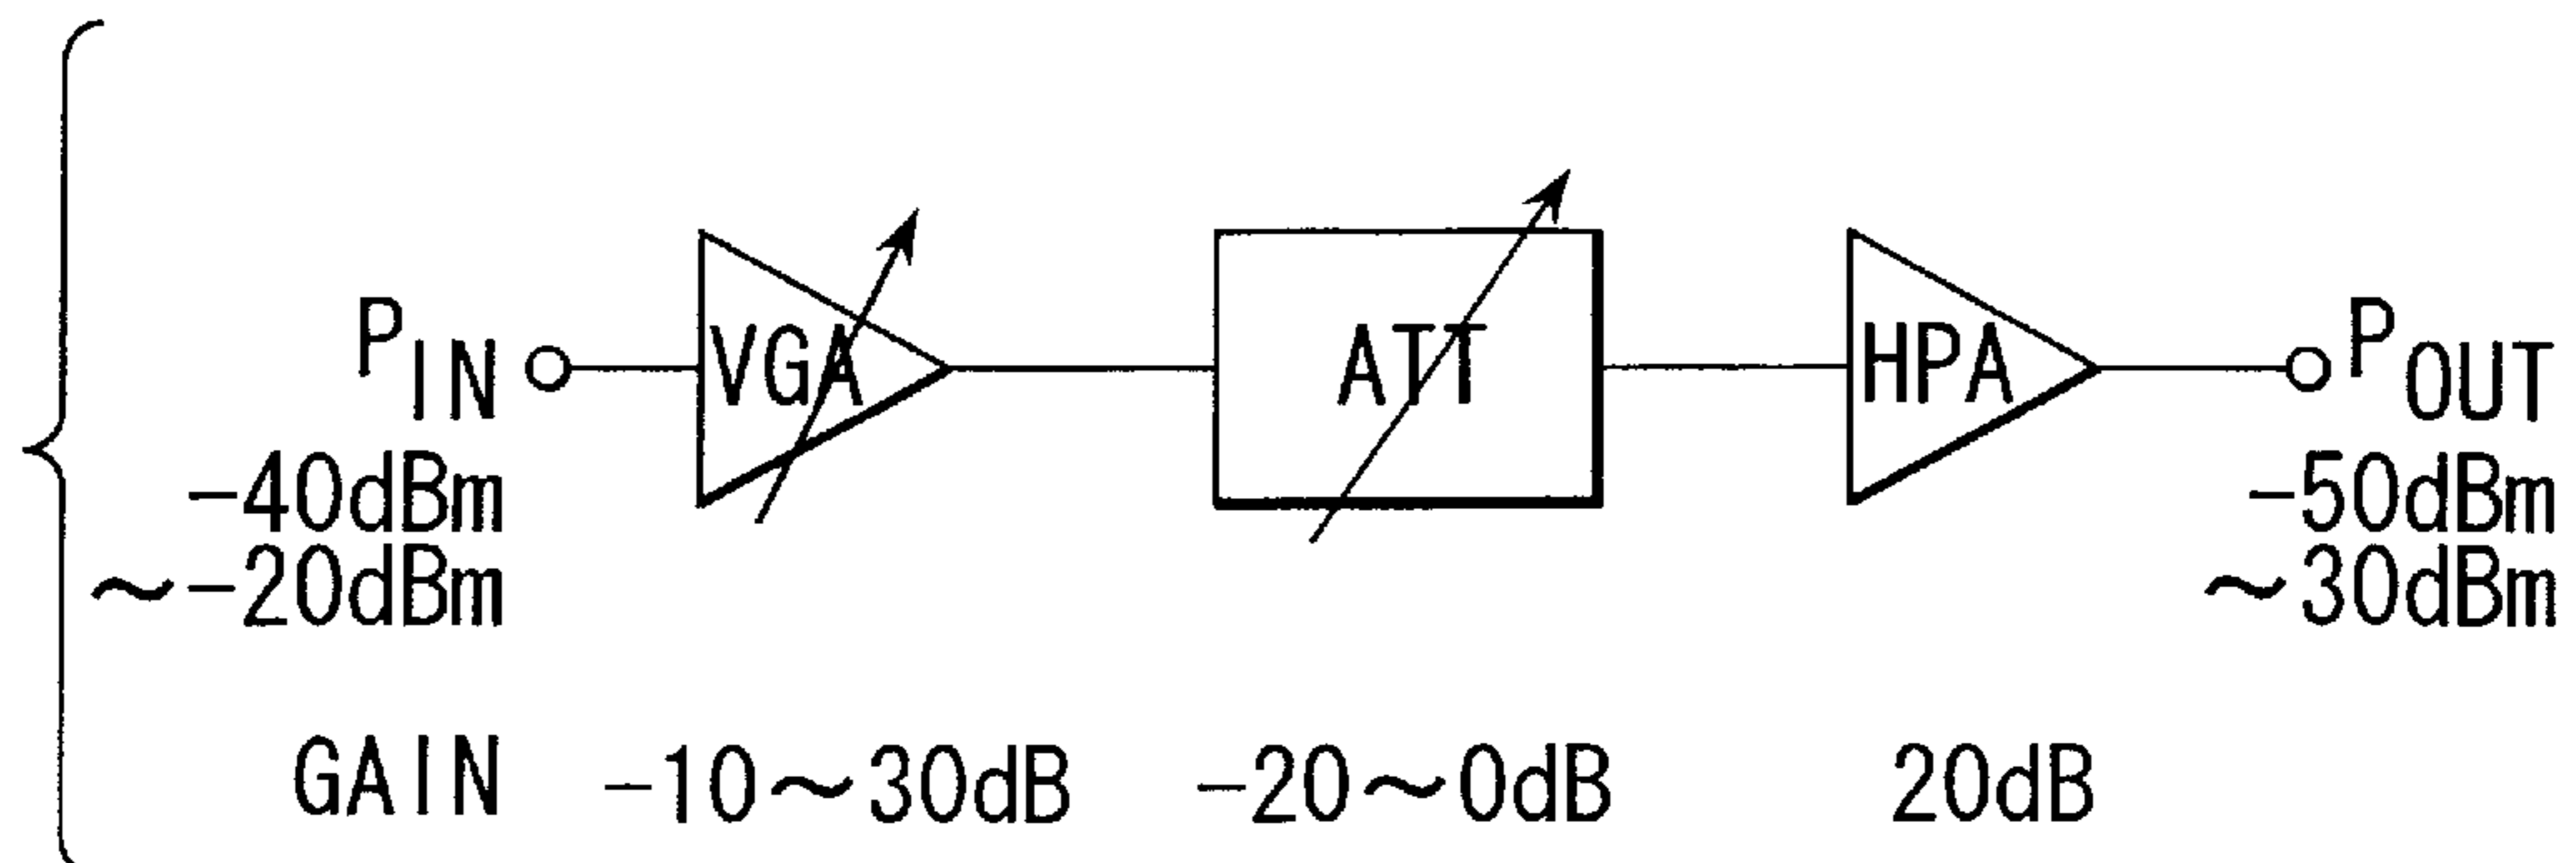 P_IN
-40dBm
~-20dBm
VGA
ATT
HPA
P_OUT
-50dBm
~30dBm
GAIN -10~30dB -20~0dB 20dB